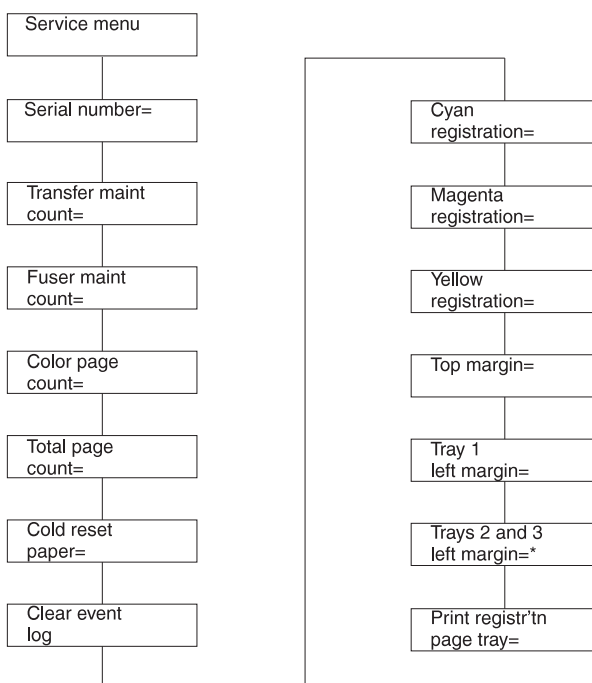 Service menu
Serial number=
Transfer maint
count=
Fuser maint
count=
Color page
count=
Total page
count=
Cold reset
paper=
Clear event
log
Cyan
registration=
Magenta
registration=
Yellow
registration=
Top margin=
Tray 1
left margin=
Trays 2 and 3
left margin=*
Print registr'tn
page tray=